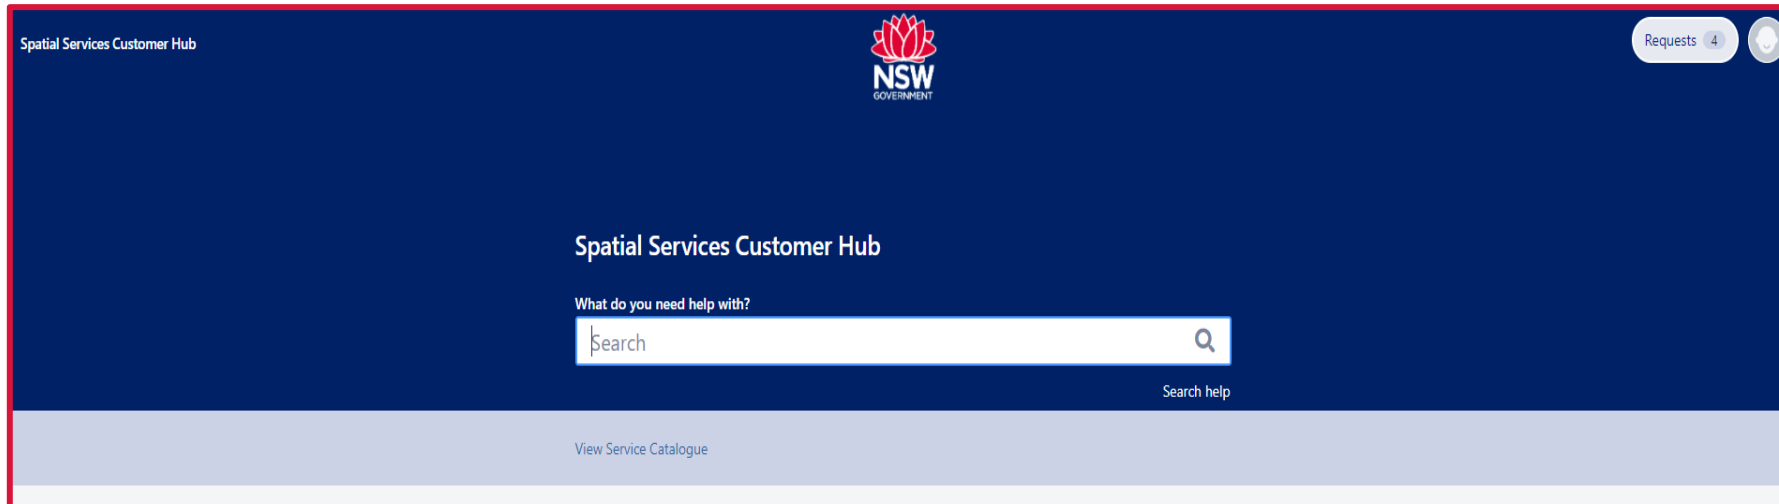 Spatial Services Customer Hub
NSW
GOVERNMENT
Requests 4
Spatial Services Customer Hub
What do you need help with?
Search
Search help
View Service Catalogue